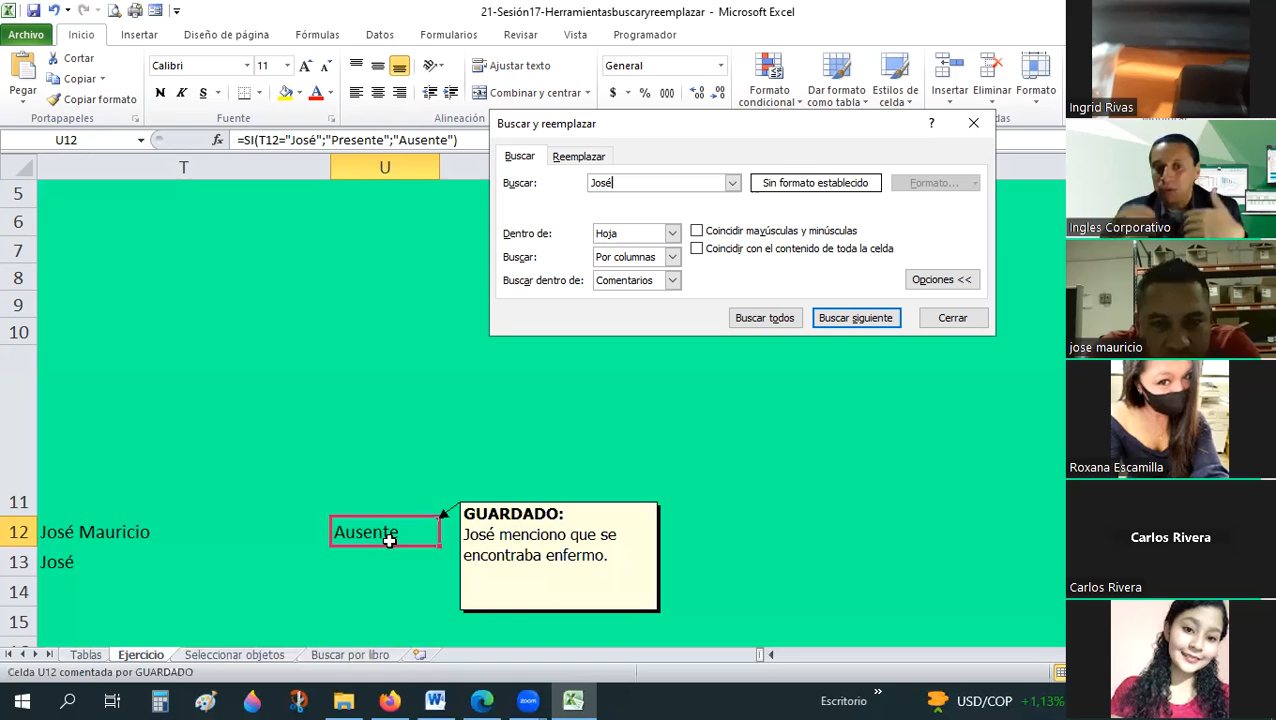 21-Sesión17-Herramientasbuscaryreemplazar - Microsoft Excel
Archivo Inicio Insertar Diseño de página Fórmulas Datos Formularios Revisar Vista Programador
Cortar
Copiar
Copiar formato
Pegar
Portapapeles
Calibri 11
N K S
Fuente
Ajustar texto
Combinar y centrar
Alineación
General
$ % 000
Formato condicional
Dar formato como tabla
Estilos de celda
Insertar Eliminar Formato
U12 fx =SI(T12="José";"Presente";"Ausente")
T U
5
6
7
8
9
10
11
12 José Mauricio Ausente
13 José
14
15
GUARDADO:
José menciono que se
encontraba enfermo.
Buscar y reemplazar
?
Buscar Reemplazar
Buscar: José Sin formato establecido Formato...
Dentro de: Hoja Coincidir mayúsculas y minúsculas
Buscar: Por columnas Coincidir con el contenido de toda la celda
Buscar dentro de: Comentarios Opciones <<
Buscar todos Buscar siguiente Cerrar
Tablas Ejercicio Seleccionar objetos Buscar por libro
Celda U12 comentada por GUARDADO
zoom
Escritorio » USD/COP +1,13%
Ingrid Rivas
Ingles Corporativo
jose mauricio
Roxana Escamilla
Carlos Rivera
Carlos Rivera